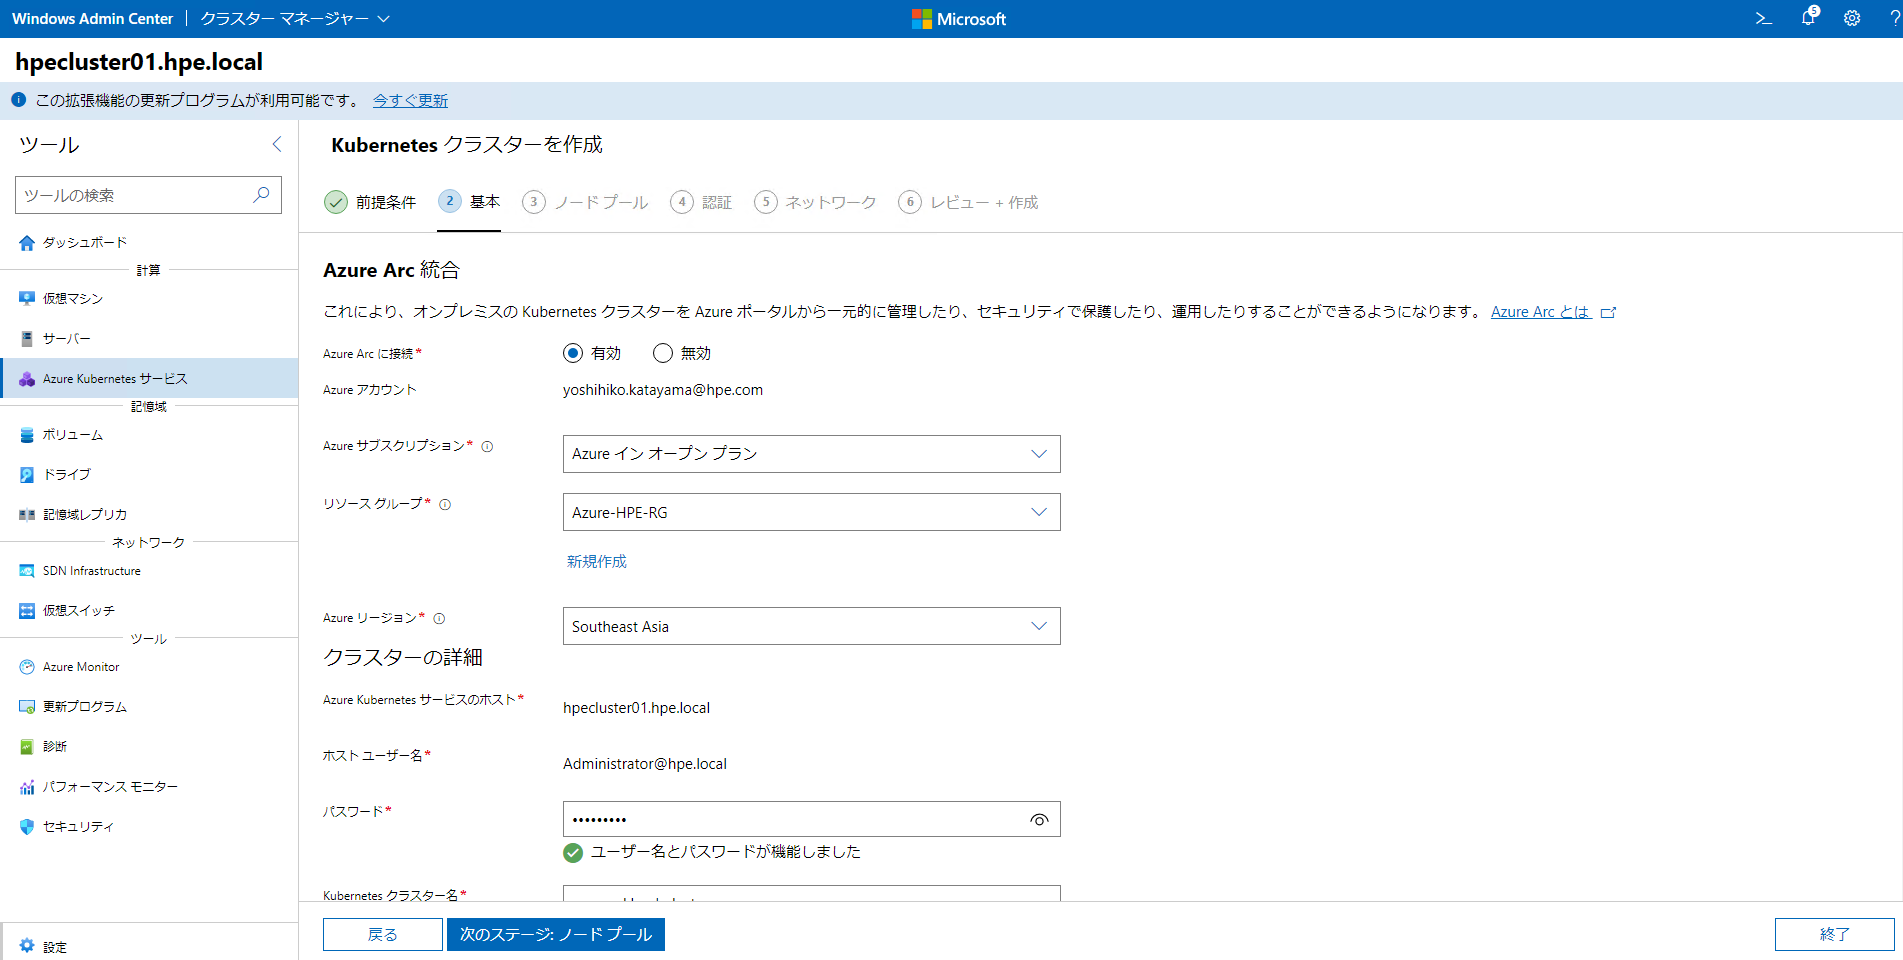 Windows Admin Center クラスター マネージャー Microsoft 5
hpecluster01.hpe.local
この拡張機能の更新プログラムが利用可能です。 今すぐ更新
ツール
ツールの検索
ダッシュボード
計算
仮想マシン
サーバー
Azure Kubernetes サービス
記憶域
ボリューム
ドライブ
記憶域レプリカ
ネットワーク
SDN Infrastructure
仮想スイッチ
ツール
Azure Monitor
更新プログラム
診断
パフォーマンス モニター
セキュリティ
設定
Kubernetes クラスターを作成
前提条件 2 基本 3 ノード プール 4 認証 5 ネットワーク 6 レビュー + 作成
Azure Arc 統合
これにより、オンプレミスの Kubernetes クラスターを Azure ポータルから一元的に管理したり、セキュリティで保護したり、運用したりすることができるようになります。 Azure Arc とは
Azure Arc に接続* 有効 無効
Azure アカウント yoshihiko.katayama@hpe.com
Azure サブスクリプション* Azure イン オープン プラン
リソース グループ* Azure-HPE-RG
新規作成
Azure リージョン* Southeast Asia
クラスターの詳細
Azure Kubernetes サービスのホスト* hpecluster01.hpe.local
ホスト ユーザー名* Administrator@hpe.local
パスワード* •••••••••
ユーザー名とパスワードが機能しました
Kubernetes クラスター名*
戻る 次のステージ: ノード プール 終了